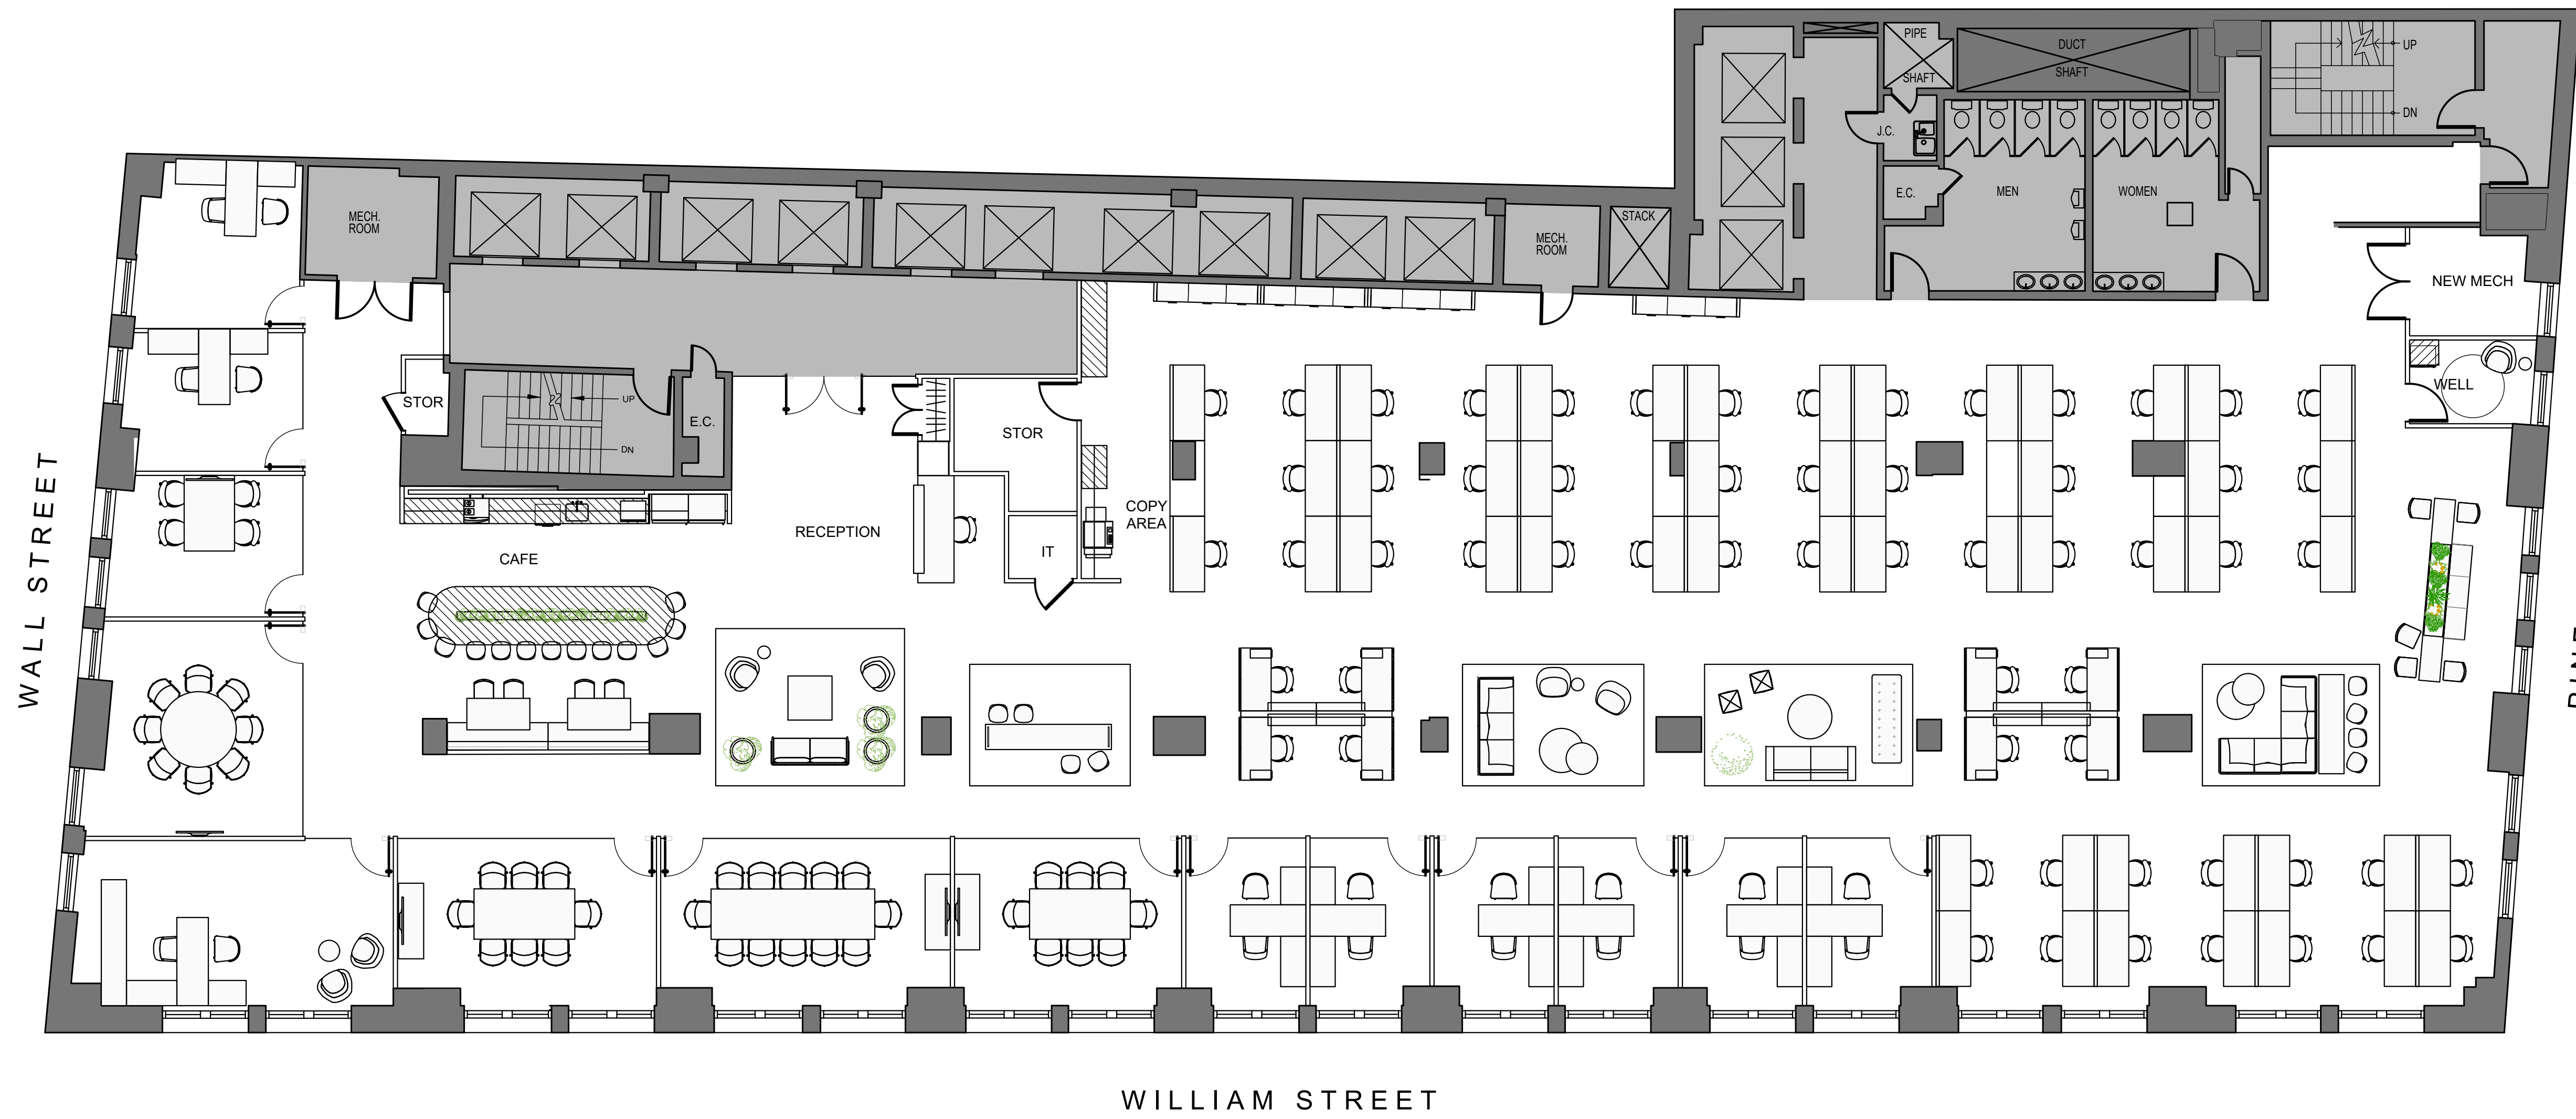 PIPE
SHAFT
DUCT
SHAFT
UP
DN
J.C.
E.C.
MEN
WOMEN
MECH.
ROOM
STACK
MECH.
ROOM
NEW MECH
WELL
STOR
UP
DN
E.C.
STOR
COPY
AREA
RECEPTION
IT
CAFE
WALL STREET
WILLIAM STREET